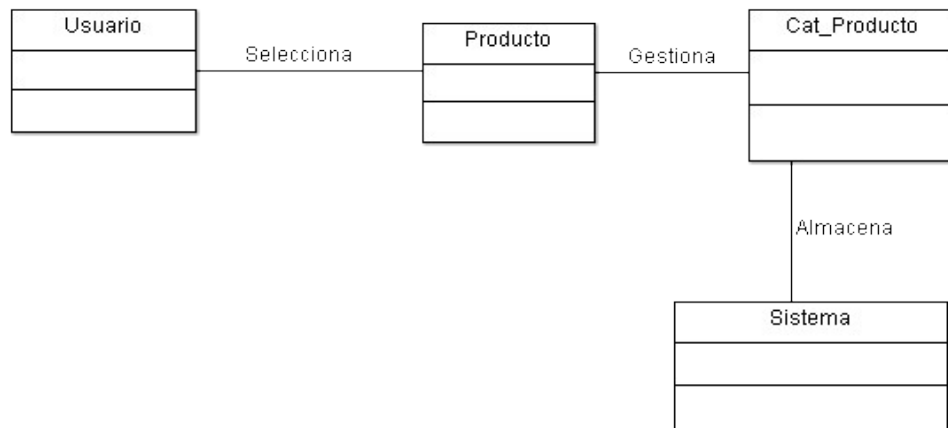 Usuario
Selecciona
Producto
Gestiona
Cat_Producto
Almacena
Sistema